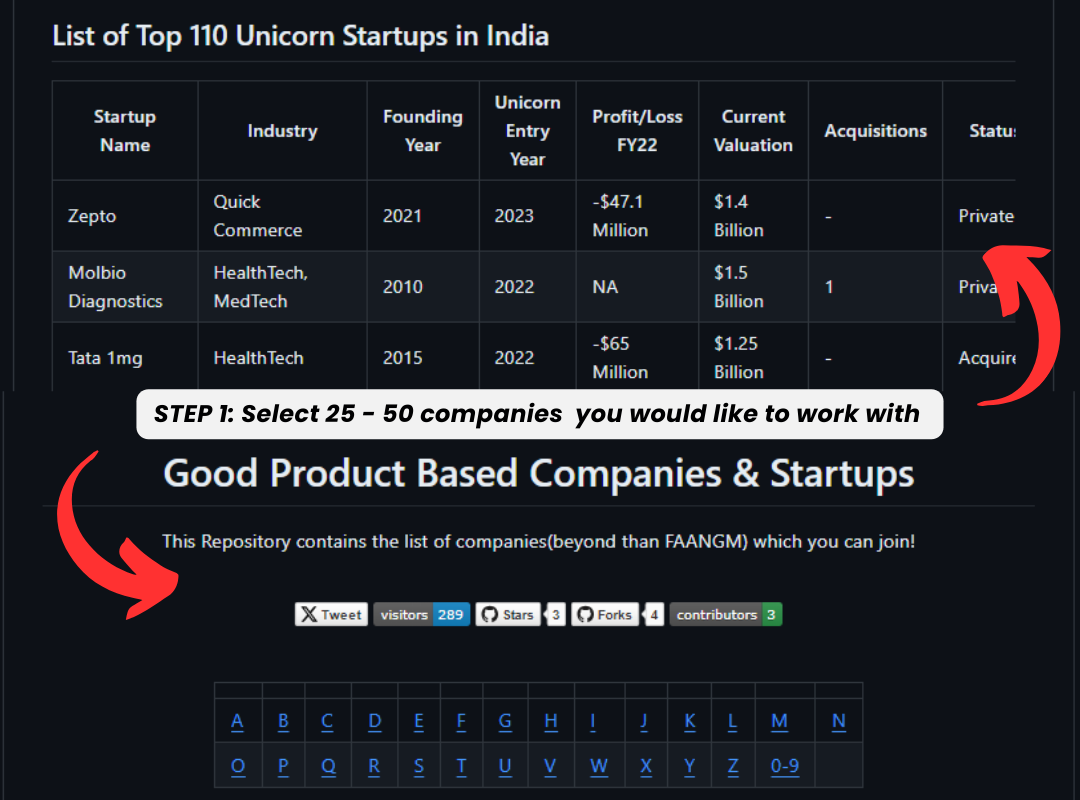 List of Top 110 Unicorn Startups in India
Startup Name Industry Founding Year Unicorn Entry Year Profit/Loss FY22 Current Valuation Acquisitions Status
Zepto Quick Commerce 2021 2023 -$47.1 Million $1.4 Billion - Private
Molbio Diagnostics HealthTech, MedTech 2010 2022 NA $1.5 Billion 1 Priva
Tata 1mg HealthTech 2015 2022 -$65 Million $1.25 Billion - Acquire
STEP 1: Select 25 - 50 companies you would like to work with
Good Product Based Companies & Startups
This Repository contains the list of companies(beyond than FAANGM) which you can join!
X Tweet visitors 289 Stars 3 Forks 4 contributors 3
A B C D E F G H I J K L M N
O P Q R S T U V W X Y Z 0-9